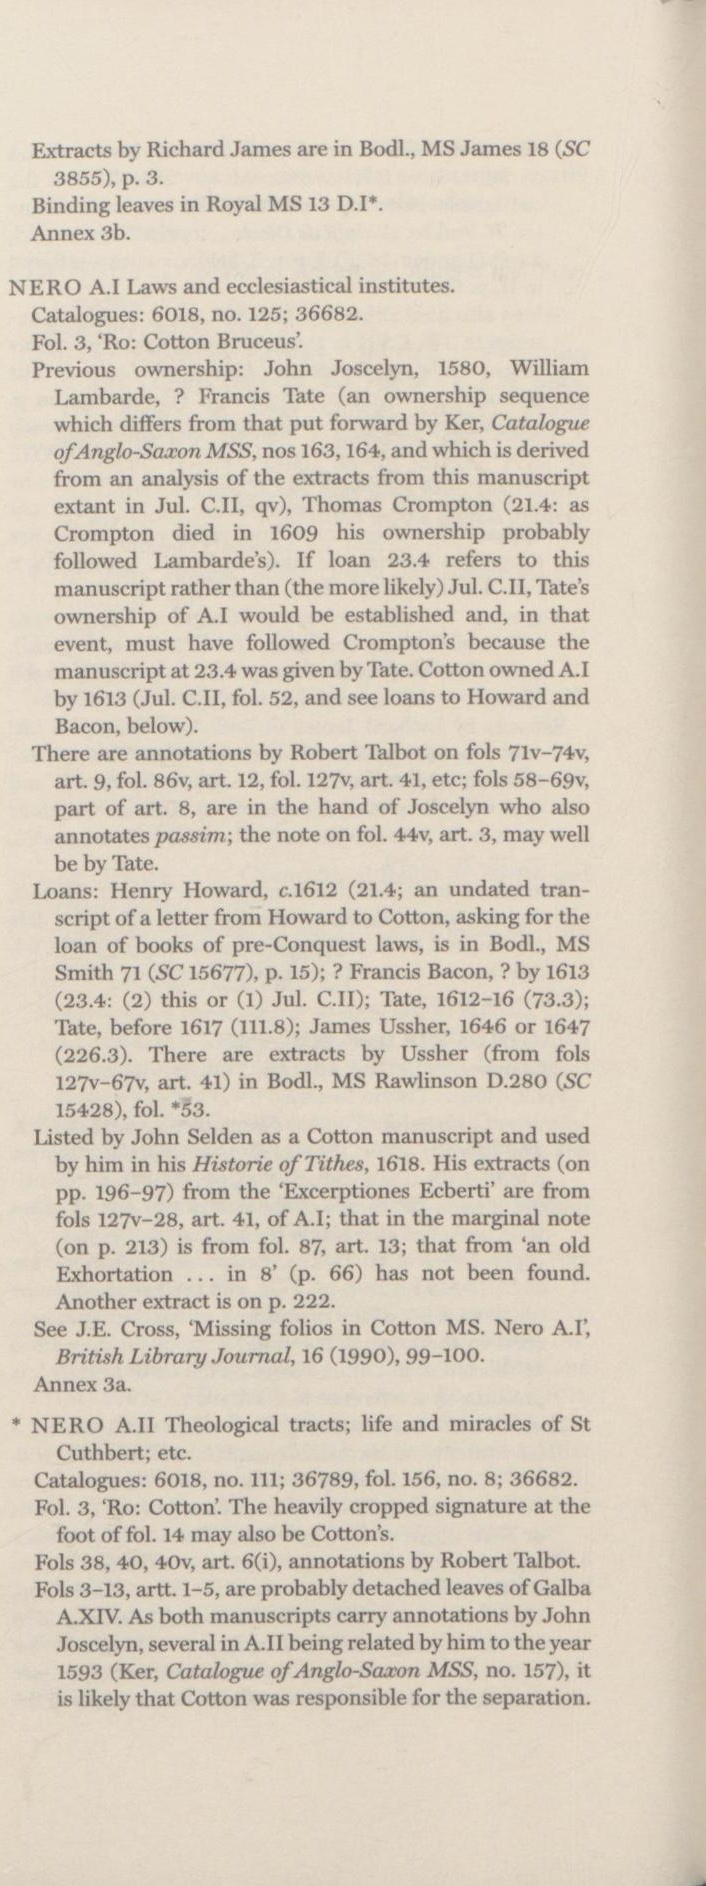 Extracts by Richard James are in Bodl., MS James 18 (SC
3855), p. 3.
Binding leaves in Royal MS 13 D.I*.
Annex 3b.
NERO A.I Laws and ecclesiastical institutes.
Catalogues: 6018, no. 125; 36682.
Fol. 3, ‘Ro: Cotton Bruceus’.
Previous ownership: John Joscelyn, 1580, William
Lambarde, ? Francis Tate (an ownership sequence
which differs from that put forward by Ker, Catalogue
of Anglo-Saxon MSS, nos 163, 164, and which is derived
from an analysis of the extracts from this manuscript
extant in Jul. C.II, qv), Thomas Crompton (21.4: as
Crompton died in 1609 his ownership probably
followed Lambarde's). If loan 23.4 refers to this
manuscript rather than (the more likely) Jul. C.II, Tate's
ownership of A.I would be established and, in that
event, must have followed Crompton's because the
manuscript at 23.4 was given by Tate. Cotton owned A.I
by 1613 (Jul. C.II, fol. 52, and see loans to Howard and
Bacon, below).
There are annotations by Robert Talbot on fols 71v–74v,
art. 9, fol. 86v, art. 12, fol. 127v, art. 41, etc; fols 58–69v,
part of art. 8, are in the hand of Joscelyn who also
annotates passim; the note on fol. 44v, art. 3, may well
be by Tate.
Loans: Henry Howard, c.1612 (21.4; an undated tran-
script of a letter from Howard to Cotton, asking for the
loan of books of pre-Conquest laws, is in Bodl., MS
Smith 71 (SC 15677), p. 15); ? Francis Bacon, ? by 1613
(23.4: (2) this or (1) Jul. C.II); Tate, 1612–16 (73.3);
Tate, before 1617 (111.8); James Ussher, 1646 or 1647
(226.3). There are extracts by Ussher (from fols
127v–67v, art. 41) in Bodl., MS Rawlinson D.280 (SC
15428), fol. *53.
Listed by John Selden as a Cotton manuscript and used
by him in his Historie of Tithes, 1618. His extracts (on
pp. 196–97) from the ‘Excerptiones Ecberti’ are from
fols 127v–28, art. 41, of A.I; that in the marginal note
(on p. 213) is from fol. 87, art. 13; that from ‘an old
Exhortation ... in 8’ (p. 66) has not been found.
Another extract is on p. 222.
See J.E. Cross, ‘Missing folios in Cotton MS. Nero A.I’,
British Library Journal, 16 (1990), 99–100.
Annex 3a.
* NERO A.II Theological tracts; life and miracles of St
Cuthbert; etc.
Catalogues: 6018, no. 111; 36789, fol. 156, no. 8; 36682.
Fol. 3, ‘Ro: Cotton’. The heavily cropped signature at the
foot of fol. 14 may also be Cotton's.
Fols 38, 40, 40v, art. 6(i), annotations by Robert Talbot.
Fols 3–13, artt. 1–5, are probably detached leaves of Galba
A.XIV. As both manuscripts carry annotations by John
Joscelyn, several in A.II being related by him to the year
1593 (Ker, Catalogue of Anglo-Saxon MSS, no. 157), it
is likely that Cotton was responsible for the separation.